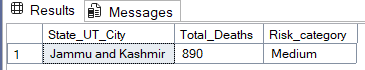 Results Messages
State_UT_City Total_Deaths Risk_category
1 Jammu and Kashmir 890 Medium